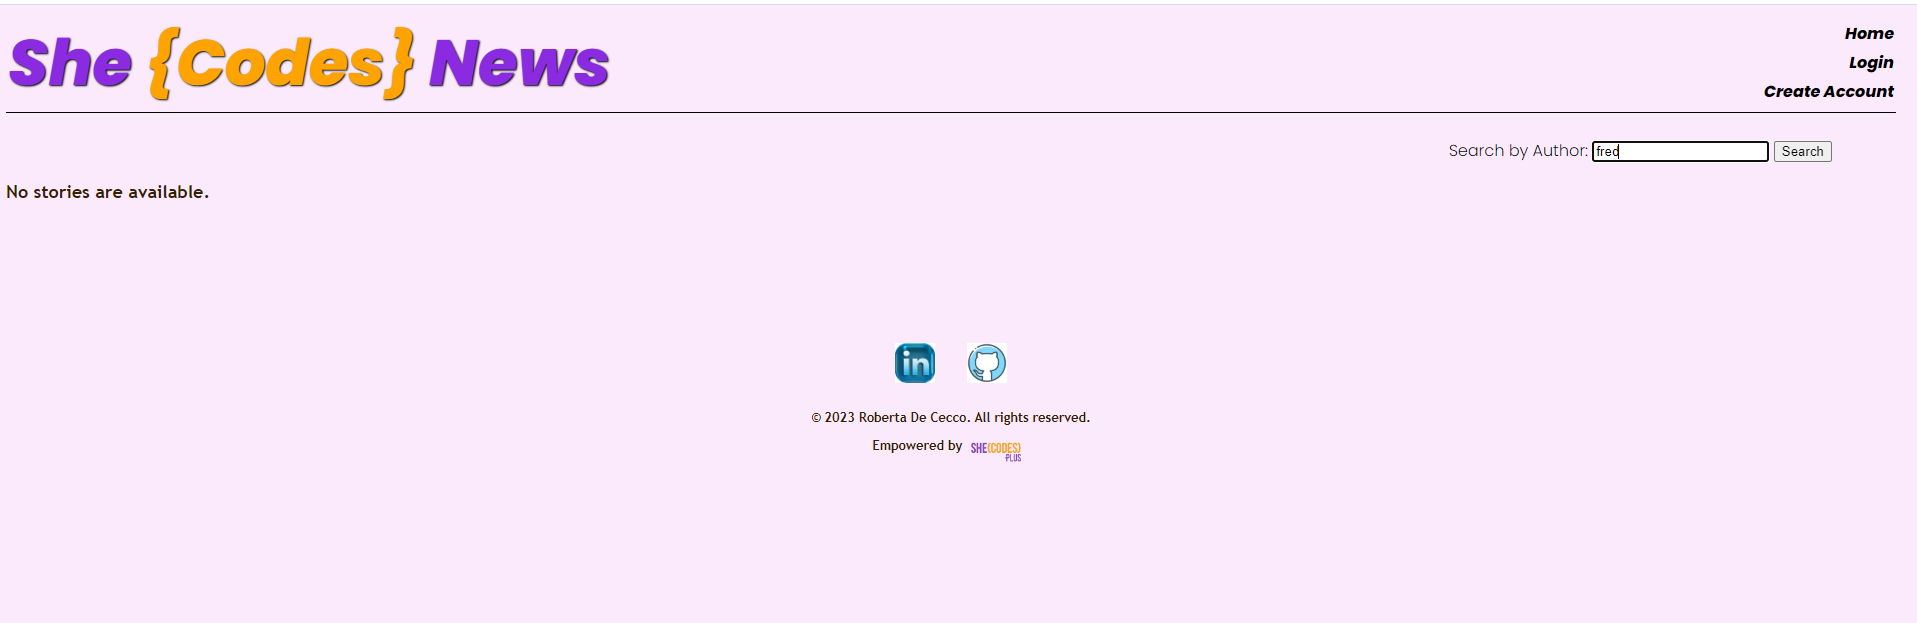 She {Codes} News
Home
Login
Create Account
Search by Author: fred Search
No stories are available.
in
© 2023 Roberta De Cecco. All rights reserved.
Empowered by SHE{CODES}
PLUS